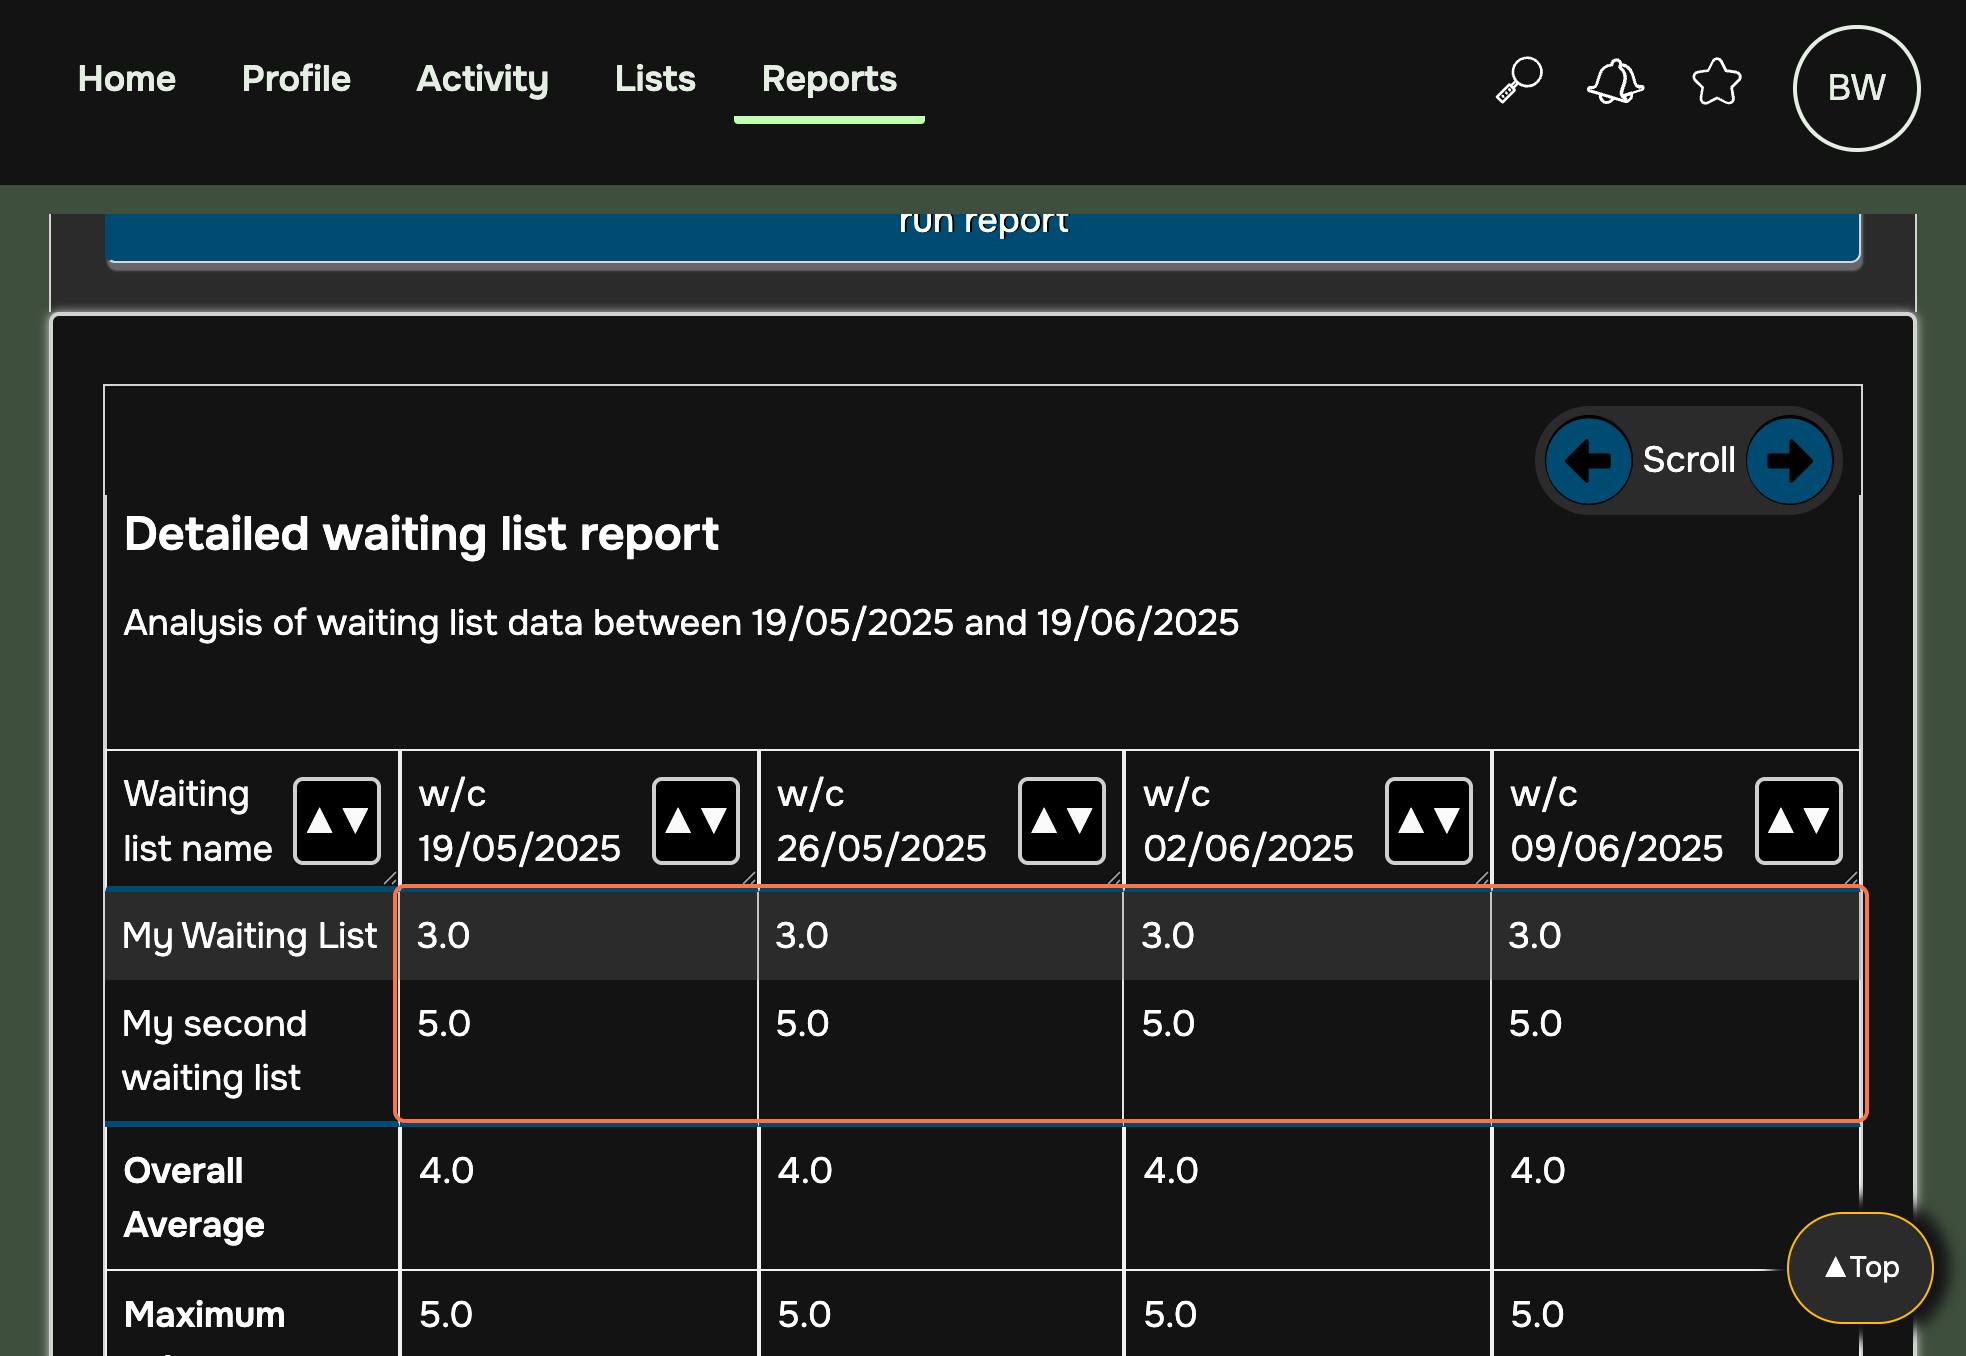 Home Profile Activity Lists Reports BW
run report
Scroll
Detailed waiting list report
Analysis of waiting list data between 19/05/2025 and 19/06/2025
Waiting list name ▲▼ w/c 19/05/2025 ▲▼ w/c 26/05/2025 ▲▼ w/c 02/06/2025 ▲▼ w/c 09/06/2025 ▲▼
My Waiting List 3.0 3.0 3.0 3.0
My second waiting list 5.0 5.0 5.0 5.0
Overall Average 4.0 4.0 4.0 4.0
▲Top
Maximum 5.0 5.0 5.0 5.0